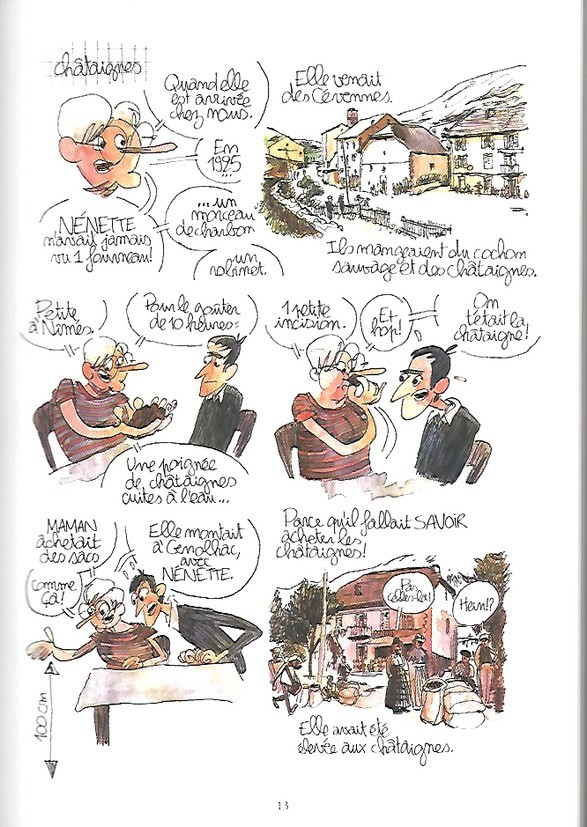 châtaignes
Quand elle
est arrivée
chez nous.
En
1925
...un
morceau
de charbon
NÉNETTE
n'avait jamais
vu 1 fourneau!
un
robinet.
Elle venait
des Cévennes.
Ils mangeaient du cochon
sauvage et des châtaignes.
Petite
à Nîmes.
Pour le goûter
de 10 heures:
Une poignée
de châtaignes
cuites à l'eau...
1 petite
incision.
Et
hop!
On
t'était la
châtaigne!
MAMAN
achetait
des sacs
comme
ça!
Elle montait
à Genolhac,
avec
NÉNETTE.
100 cm
Parce qu'il fallait SAVOIR
acheter les
châtaignes!
Pas
celles-la!
Hein!?
Elle avait été
élevée aux châtaignes.
13